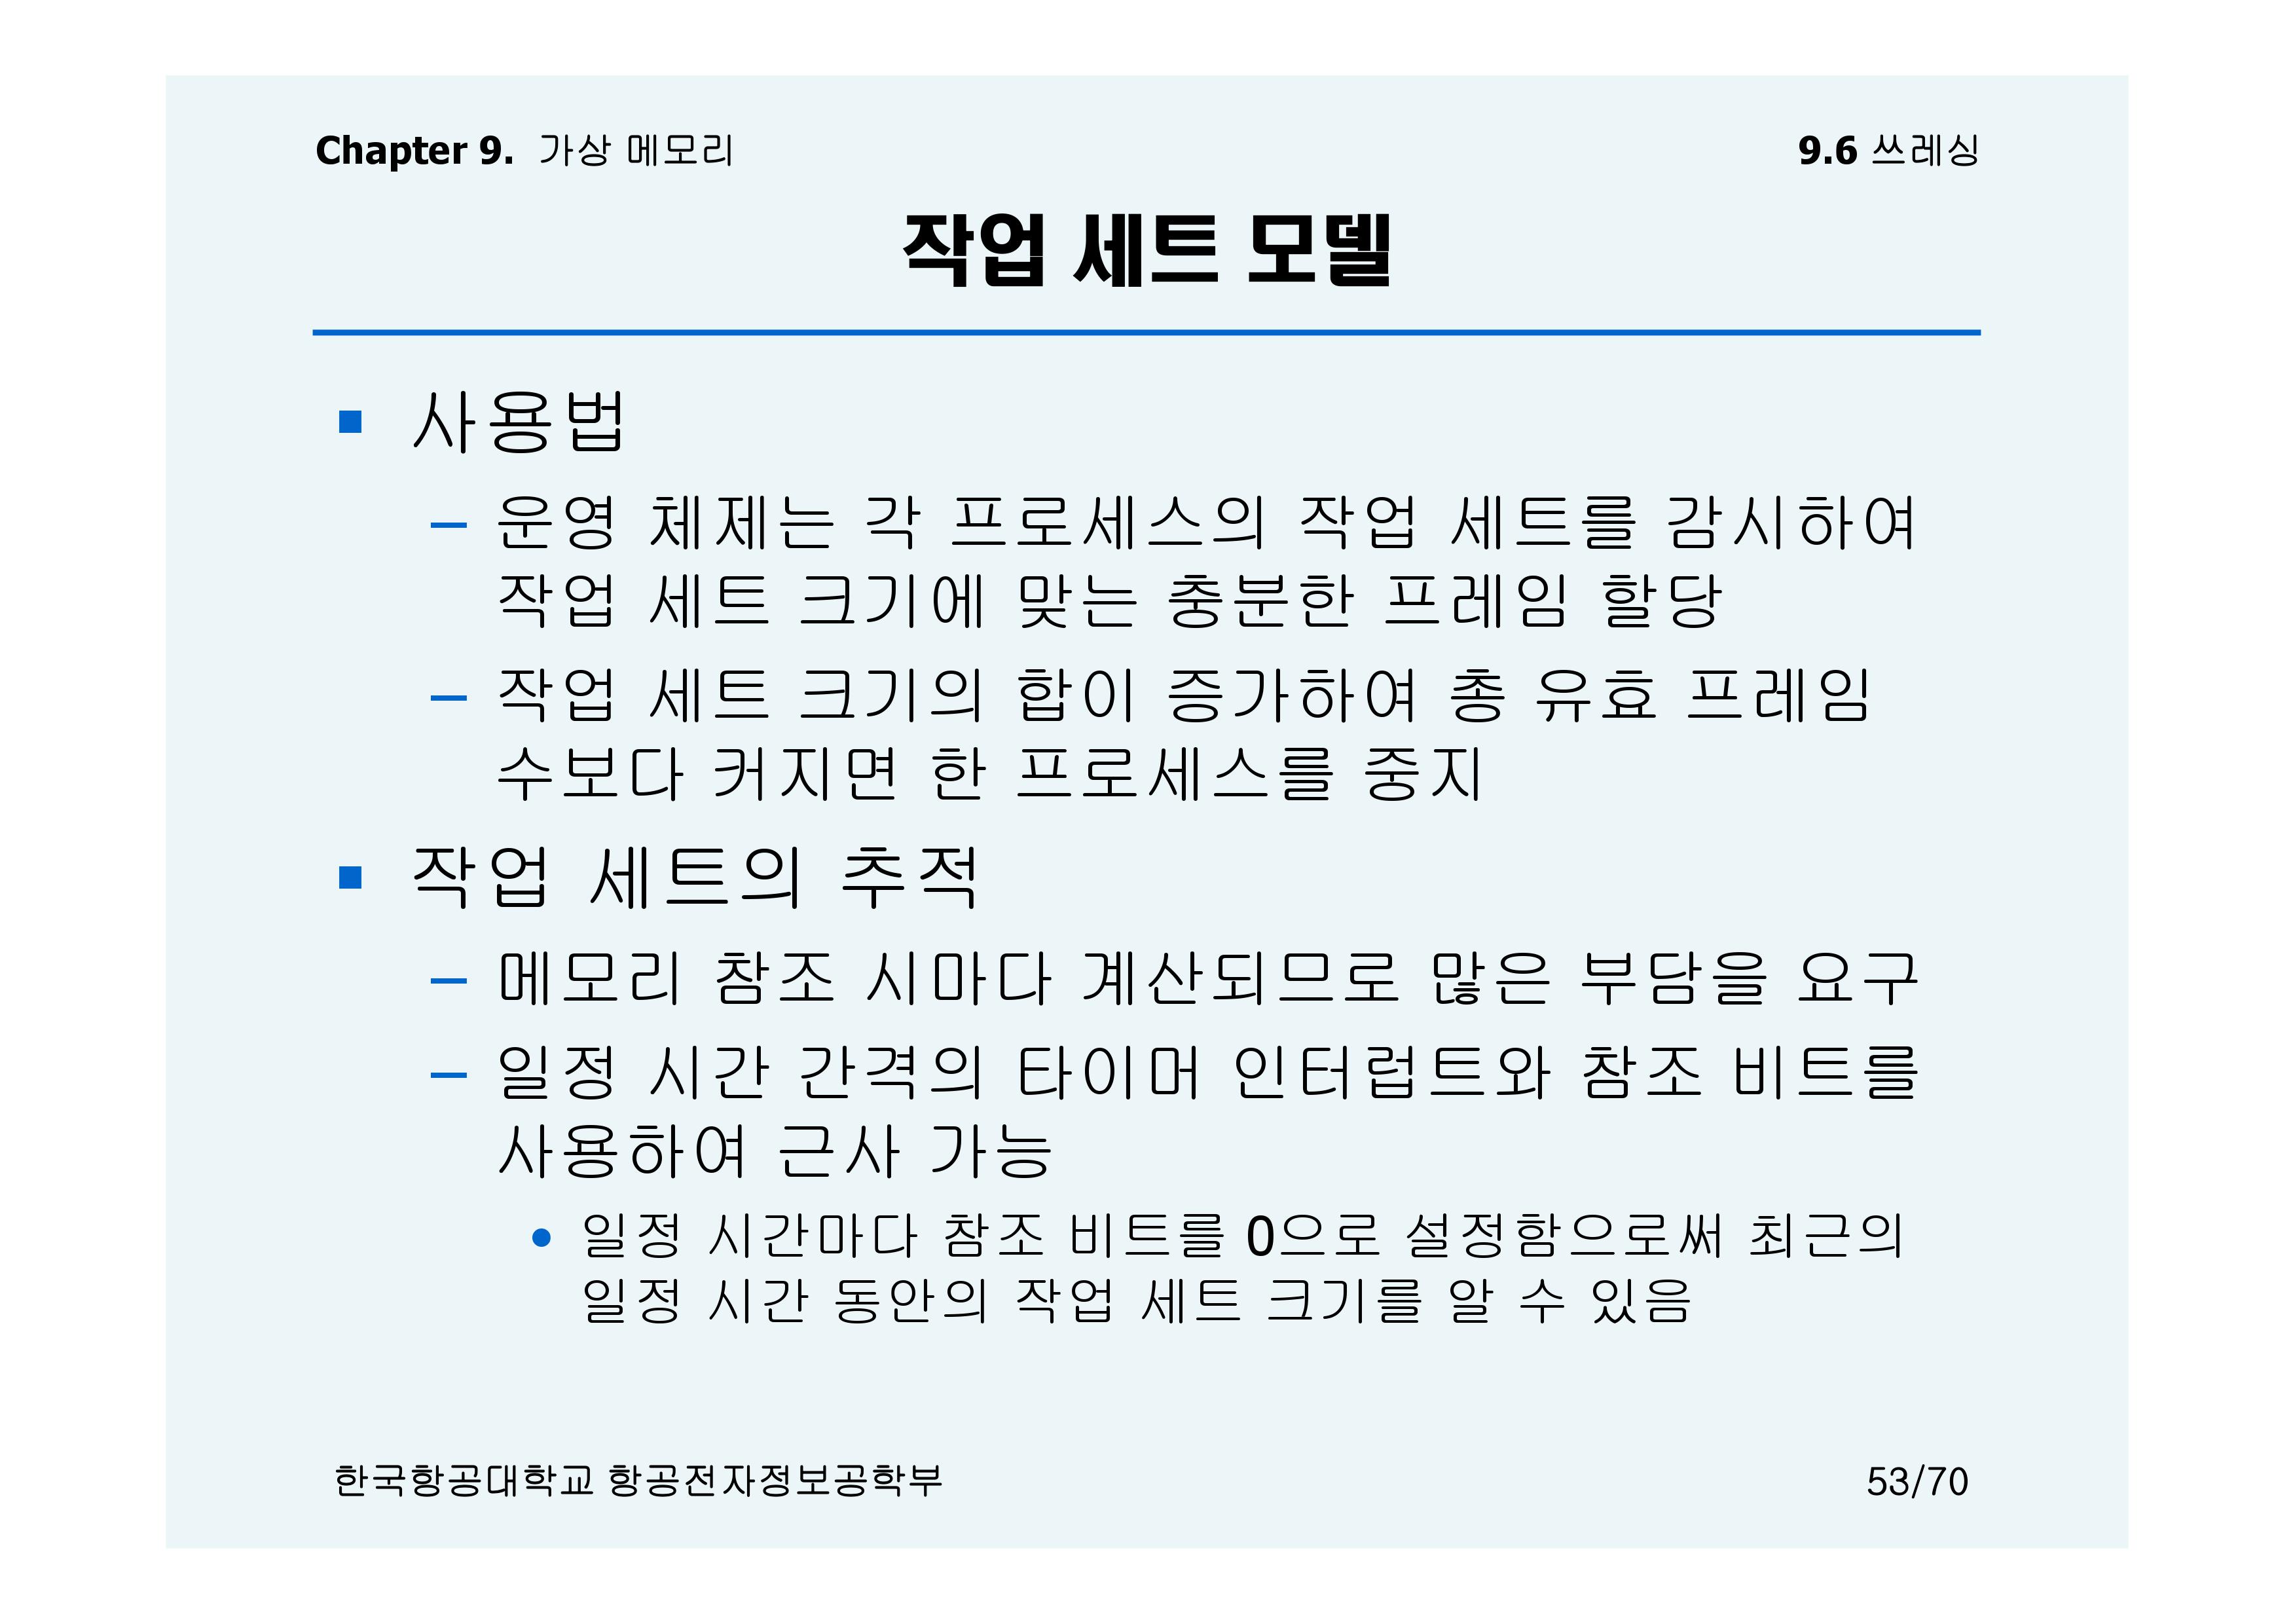 Chapter 9. 가상 메모리
9.6 쓰레싱
작업 세트 모델
사용법
운영 체제는 각 프로세스의 작업 세트를 감시하여
작업 세트 크기에 맞는 충분한 프레임 할당
작업 세트 크기의 합이 증가하여 총 유효 프레임
수보다 커지면 한 프로세스를 중지
작업 세트의 추적
메모리 참조 시마다 계산되므로 많은 부담을 요구
일정 시간 간격의 타이머 인터럽트와 참조 비트를
사용하여 근사 가능
일정 시간마다 참조 비트를 0으로 설정함으로써 최근의
일정 시간 동안의 작업 세트 크기를 알 수 있음
한국항공대학교 항공전자정보공학부
53/70